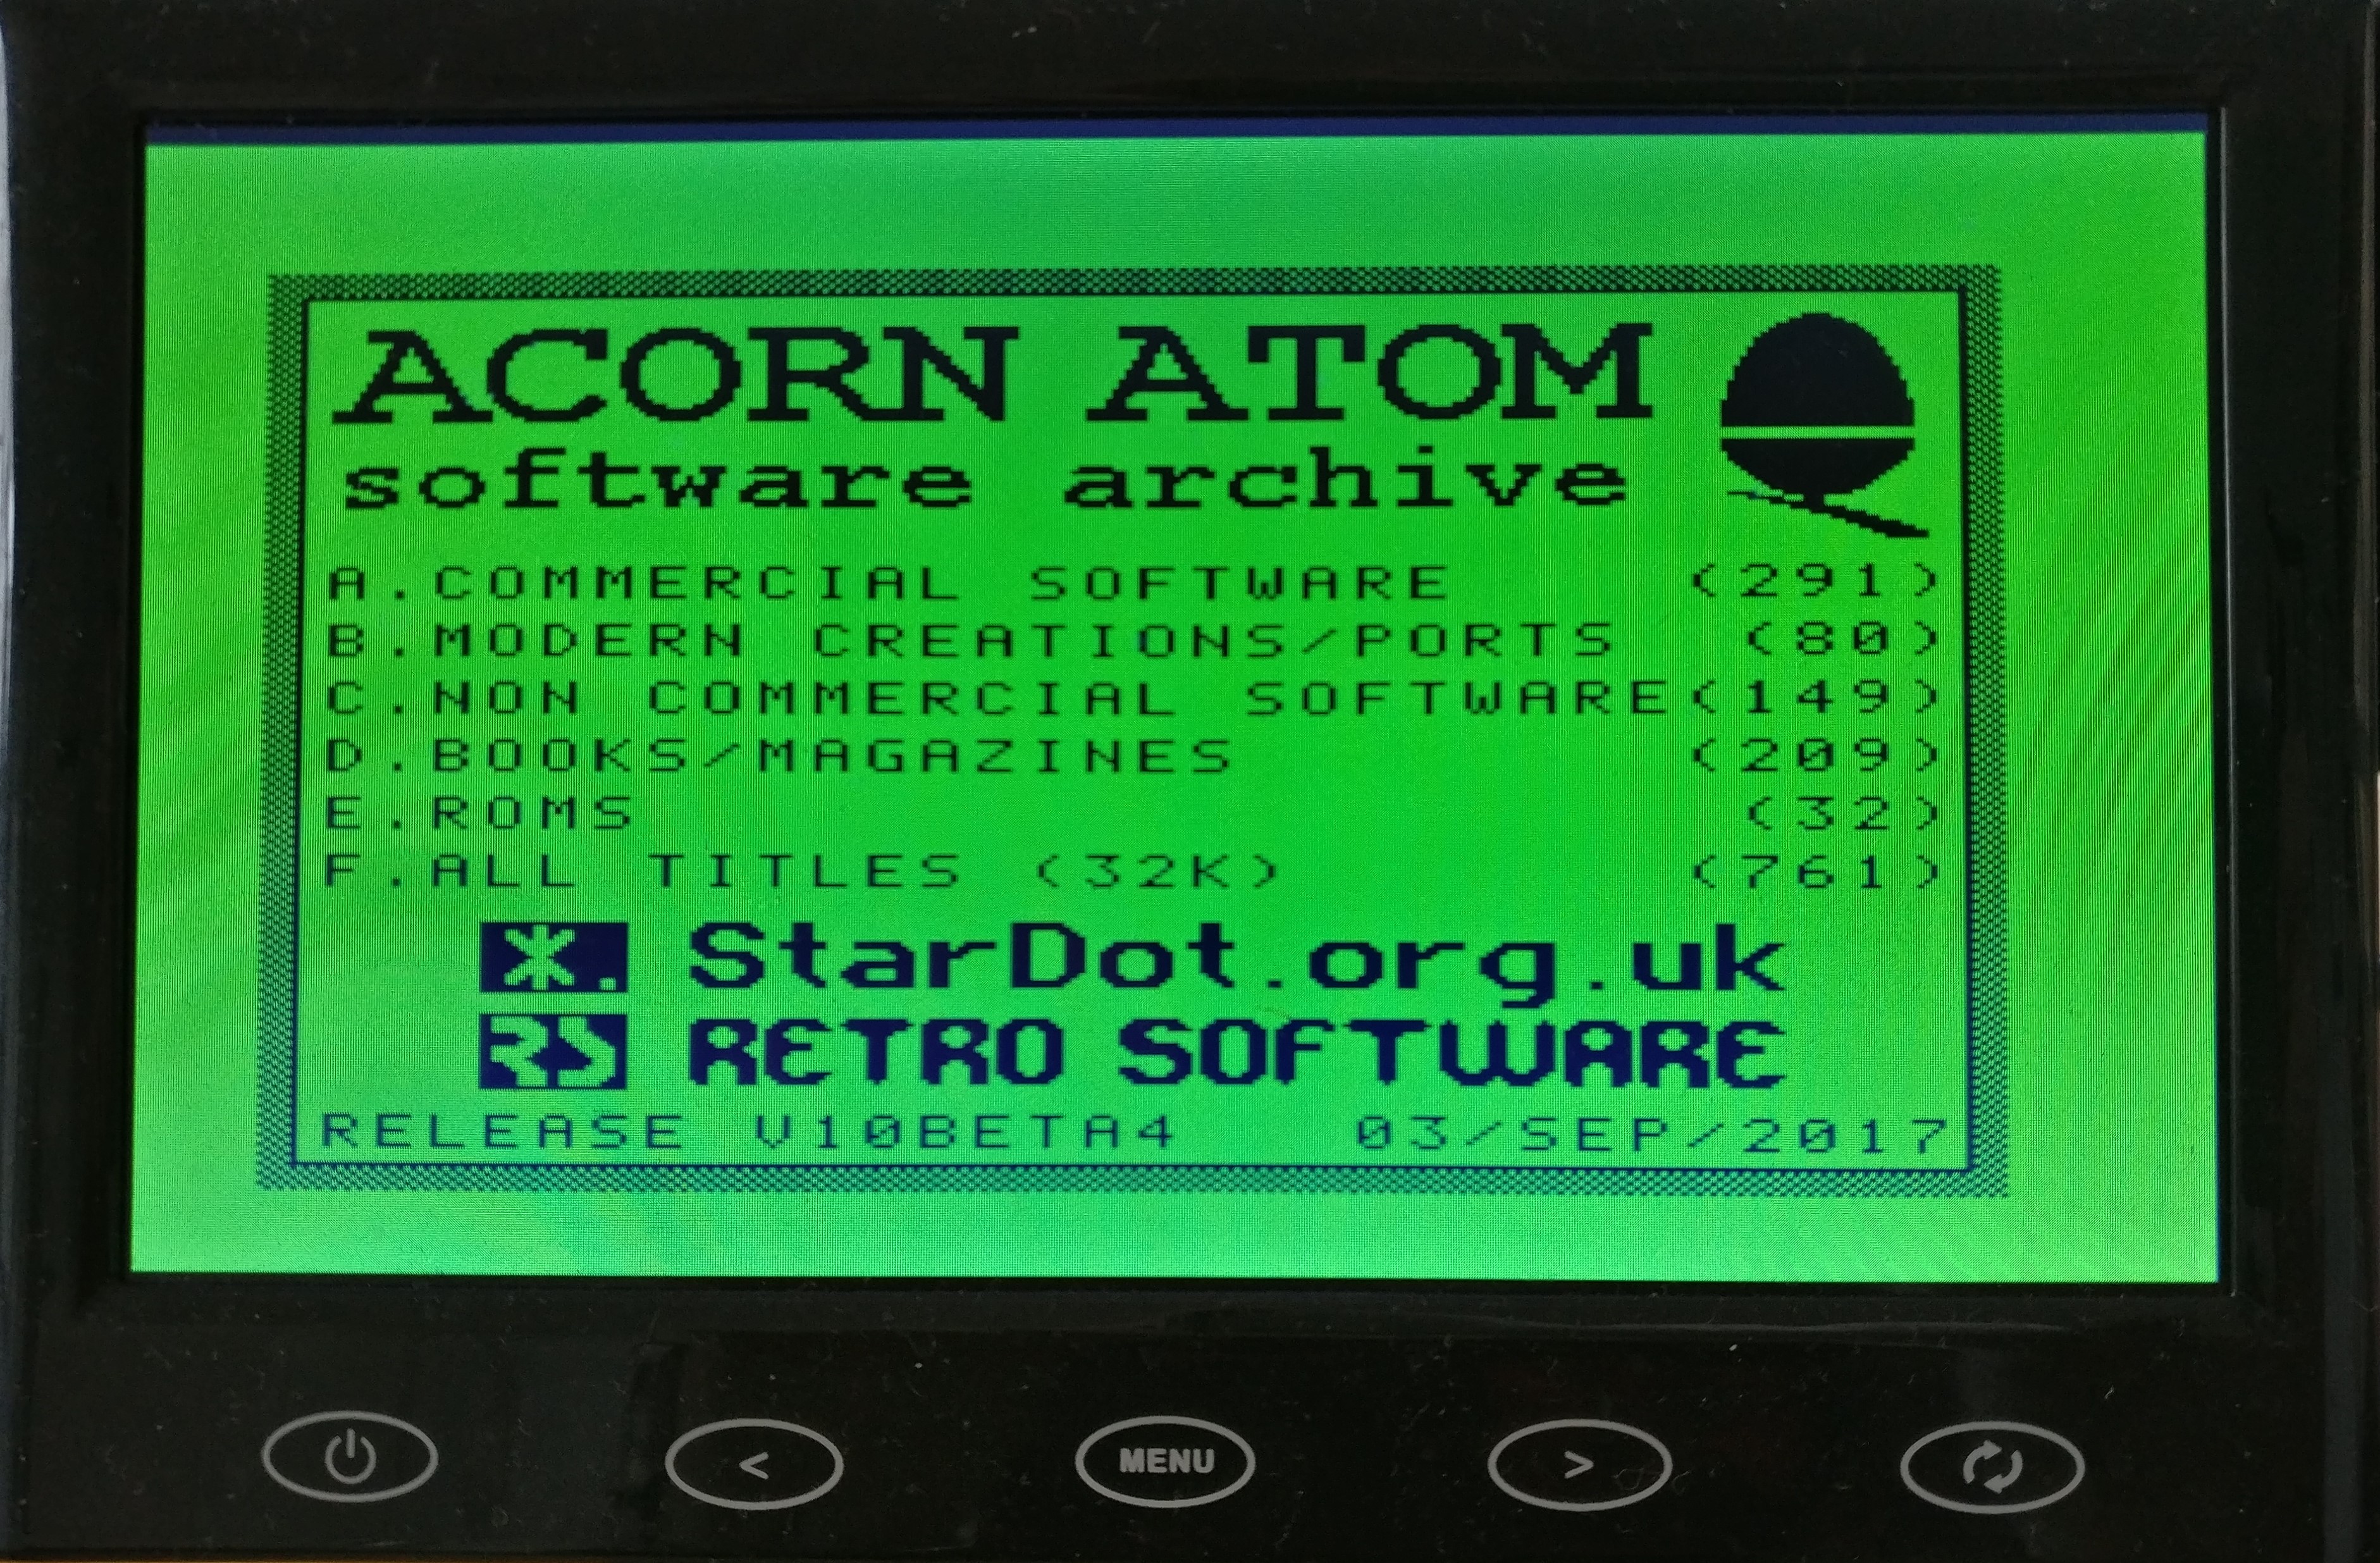 ACORN ATOM
software archive
A.COMMERCIAL SOFTWARE (291)
B.MODERN CREATIONS/PORTS (80)
C.NON COMMERCIAL SOFTWARE(149)
D.BOOKS/MAGAZINES (209)
E.ROMS (32)
F.ALL TITLES (32K) (761)
*. StarDot.org.uk
RS RETRO SOFTWARE
RELEASE V10BETA4 03/SEP/2017
< MENU >